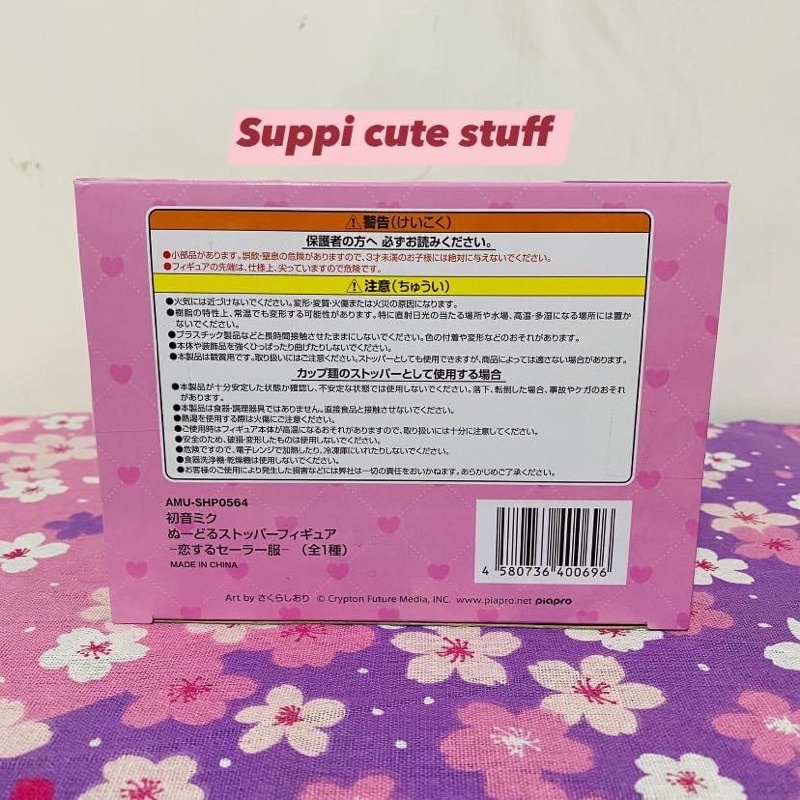 Suppi cute stuff
⚠警告(けいこく)
保護者の方へ 必ずお読みください。
●小部品があります。誤飲・窒息の危険がありますので、3才未満のお子様には絶対に与えないでください。
●フィギュアの先端は、仕様上、尖っていますので危険です。
⚠注意(ちゅうい)
●火気には近づけないでください。変形・変質・火傷または火災の原因になります。
●樹脂の特性上、常温でも変形する可能性があります。特に直射日光の当たる場所や水場、高温・多湿になる場所には置か
ないでください。
●プラスチック製品などと長時間接触させたままにしないでください。色の付着や変形などのおそれがあります。
●本体や装飾品を強くひっぱったり曲げたりしないでください。
●本製品は観賞用です。取り扱いにはご注意ください。ストッパーとしても使用できますが、商品によっては適さない場合があります。
カップ麺のストッパーとして使用する場合
●本製品が十分安定した状態か確認し、不安定な状態では使用しないでください。落下、転倒した場合、事故やケガのおそれ
があります。
●本製品は食器・調理器具ではありません。直接食品と接触させないでください。
●熱湯を使用する際は火傷にご注意ください。
●ご使用時はフィギュア本体が高温になるおそれがありますので、取り扱いには十分に注意してください。
●安全のため、破損・変形したものは使用しないでください。
●危険ですので、電子レンジで加熱したり、冷凍庫にいれたりしないでください。
●食器洗浄機・乾燥機は使用しないでください。
●お客様のご使用により発生した損害などには弊社は一切の責任をおいかねます。あらかじめご了承ください。
AMU-SHP0564
初音ミク
ぬーどるストッパーフィギュア
−恋するセーラー服− (全1種)
MADE IN CHINA
4 580736 400696
Art by さくらしおり © Crypton Future Media, INC. www.piapro.net piapro